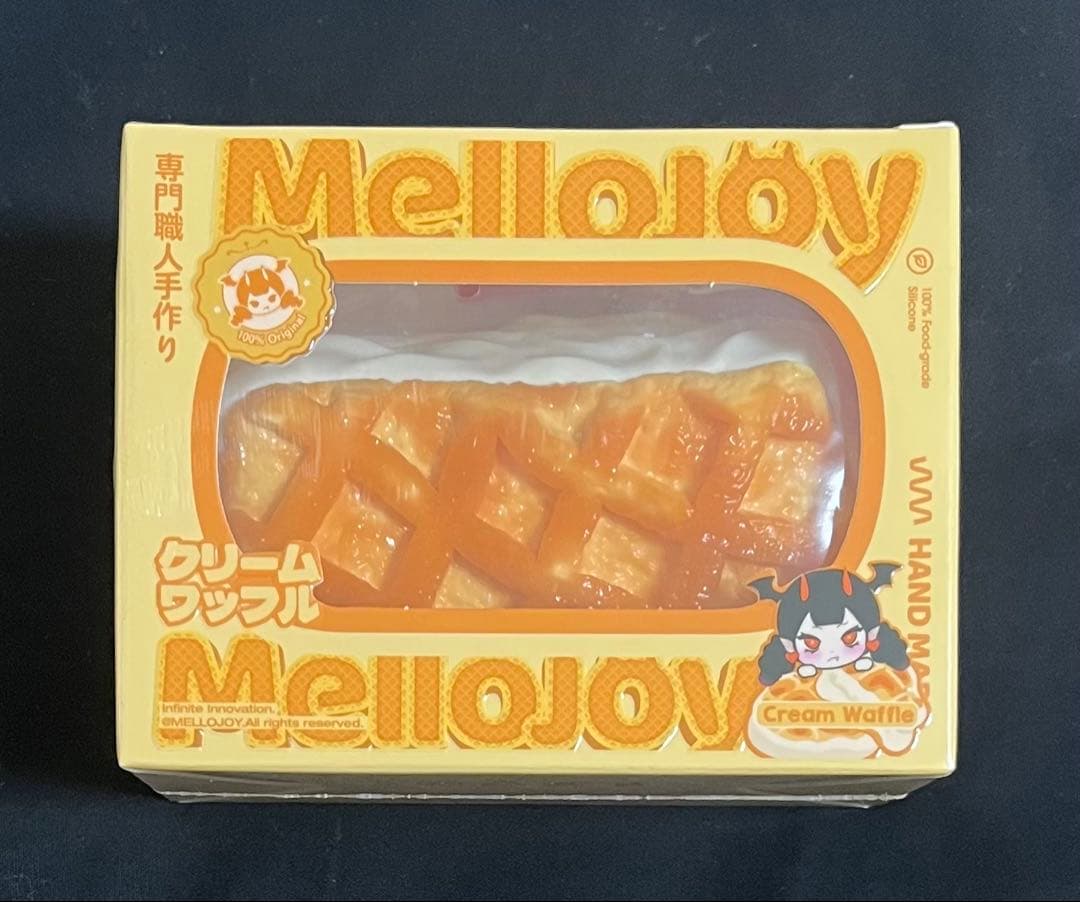 Mellojoy
専門職人手作り
100% Original
100% Food-grade
Silicone
HAND MADE
クリーム
ワッフル
Mellojoy
Infinite Innovation.
@MELLOJOY.All rights reserved.
Cream Waffle